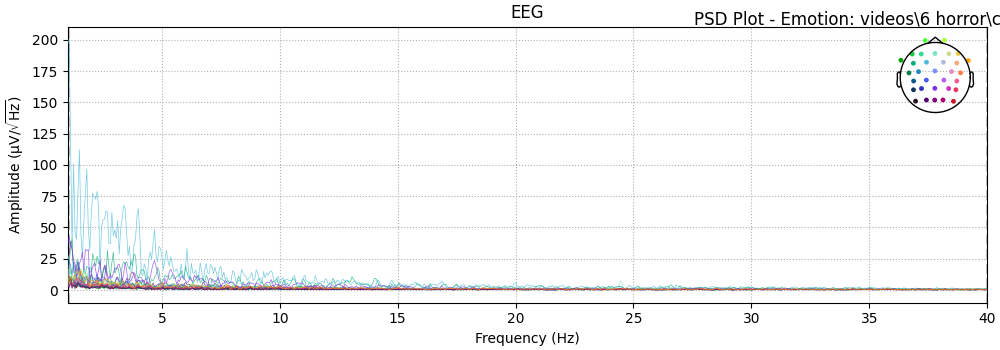 EEG
PSD Plot - Emotion: videos\6 horror\c
200
175
150
125
100
75
50
25
0
Amplitude (µV/√Hz)
5 10 15 20 25 30 35 40
Frequency (Hz)